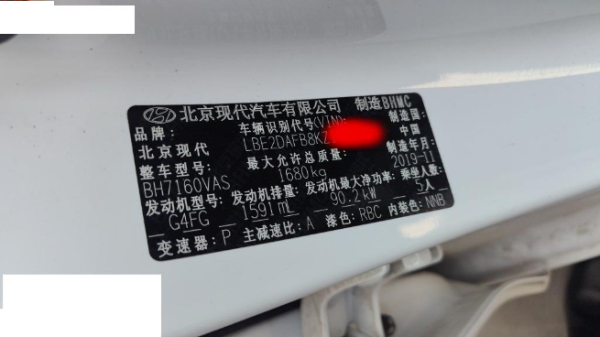 北京现代汽车有限公司 制造BHMC
品牌: 车辆识别代号(VIN): 制造国:
北京现代 LBE2DAFB8KZ 中国
整车型号: 最大允许总质量: 制造年月:
BH7160VAS 1680kg 2019-11
发动机型号: 发动机排量: 发动机最大净功率: 乘坐人数:
G4FG 1591mL 90.2kW 5人
变速器: P 主减速比: A 漆色: RBC 内装色: NNB